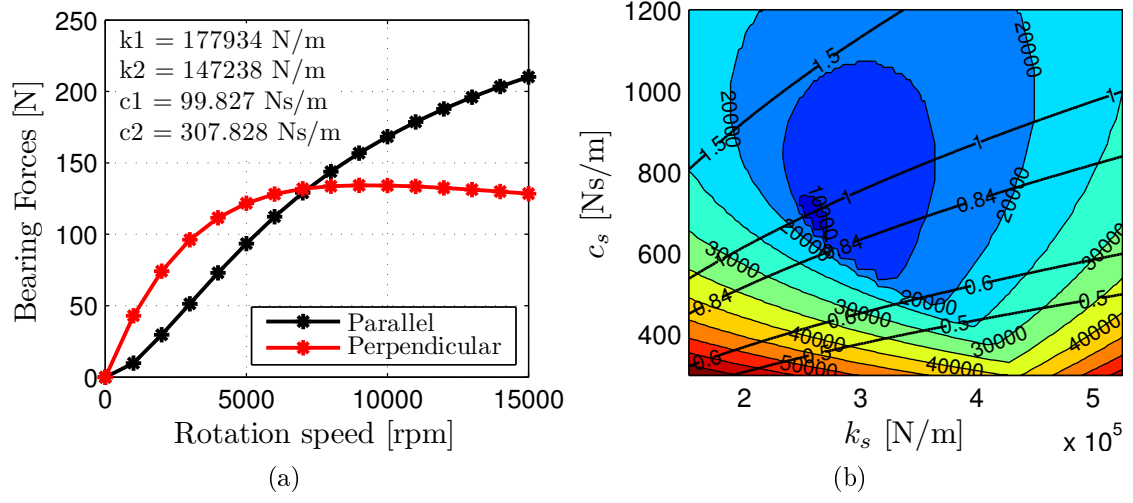 250
200
150
100
50
0
Bearing Forces [N]
k1 = 177934 N/m
k2 = 147238 N/m
c1 = 99.827 Ns/m
c2 = 307.828 Ns/m
Parallel
Perpendicular
0 5000 10000 15000
Rotation speed [rpm]
(a)
1200
1000
800
600
400
c_s [Ns/m]
1.5
20000
20000
1.5
1
1
0.84
20000
10000
0.84
20000
30000
0.6
30000
0.84
20000
30000
0.6
0.5
0.5
30000
40000
40000
40000
0.6
0.5
50000
2 3 4 5
k_s [N/m]
x 10^5
(b)